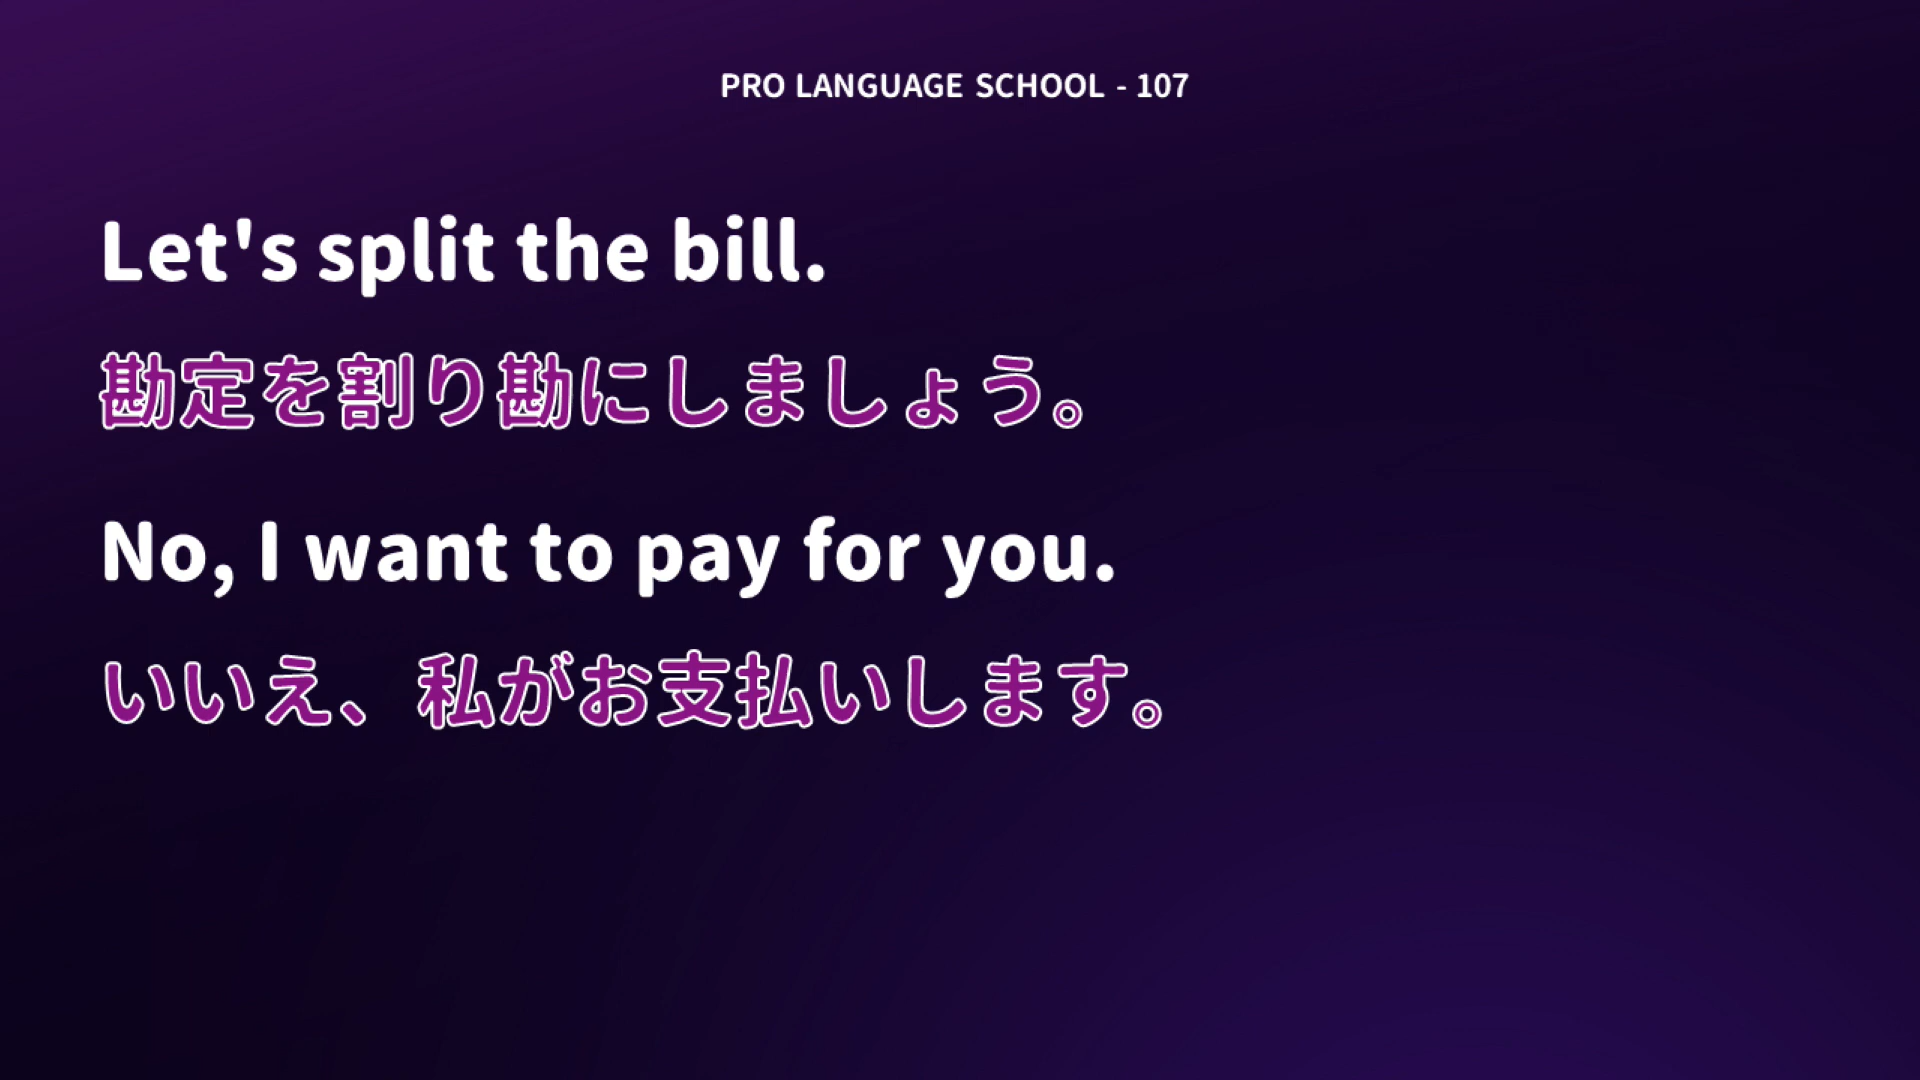 PRO LANGUAGE SCHOOL - 107
Let's split the bill.
勘定を割り勘にしましょう。
No, I want to pay for you.
いいえ、私がお支払いします。